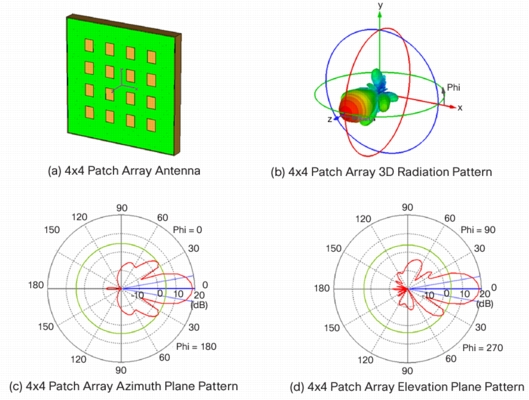 y
Phi
x
z
(a) 4x4 Patch Array Antenna
(b) 4x4 Patch Array 3D Radiation Pattern
90
120
60
Phi = 0
150
30
180
-10 0 10 20
0
(dB)
150
30
120
60
Phi = 180
90
90
120
60
Phi = 90
150
30
180
-10 0 10 20
0
(dB)
150
30
120
60
Phi = 270
90
(c) 4x4 Patch Array Azimuth Plane Pattern
(d) 4x4 Patch Array Elevation Plane Pattern